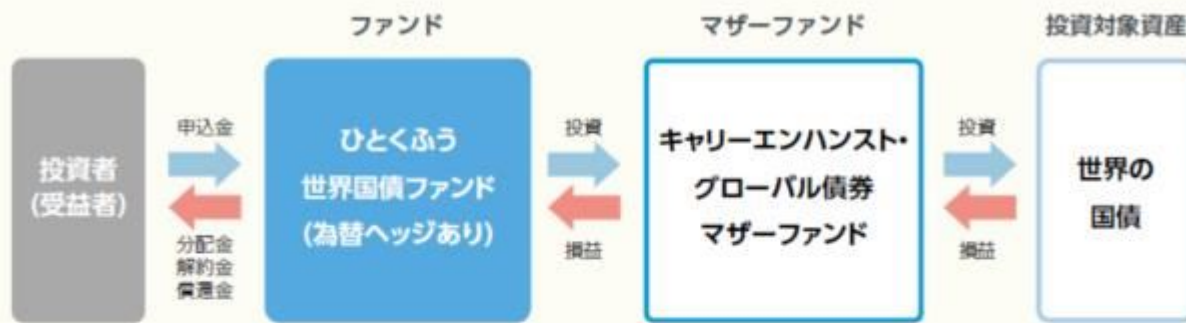 ファンド
マザーファンド
投資対象資産
投資者
(受益者)
申込金
分配金
解約金
償還金
ひとくふう
世界国債ファンド
(為替ヘッジあり)
投資
損益
キャリーエンハンスト・
グローバル債券
マザーファンド
投資
損益
世界の
国債